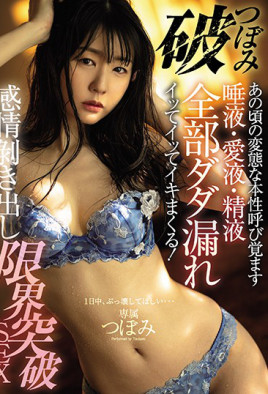 つぼみ
破
あの頃の変態な本性呼び覚ます
唾液・愛液・精液
全部ダダ漏れ
イッてイッてイキまくる!
感情剥き出し
限界突破
SEX
1日中、ぶっ壊してほしい・・・
専属
つぼみ